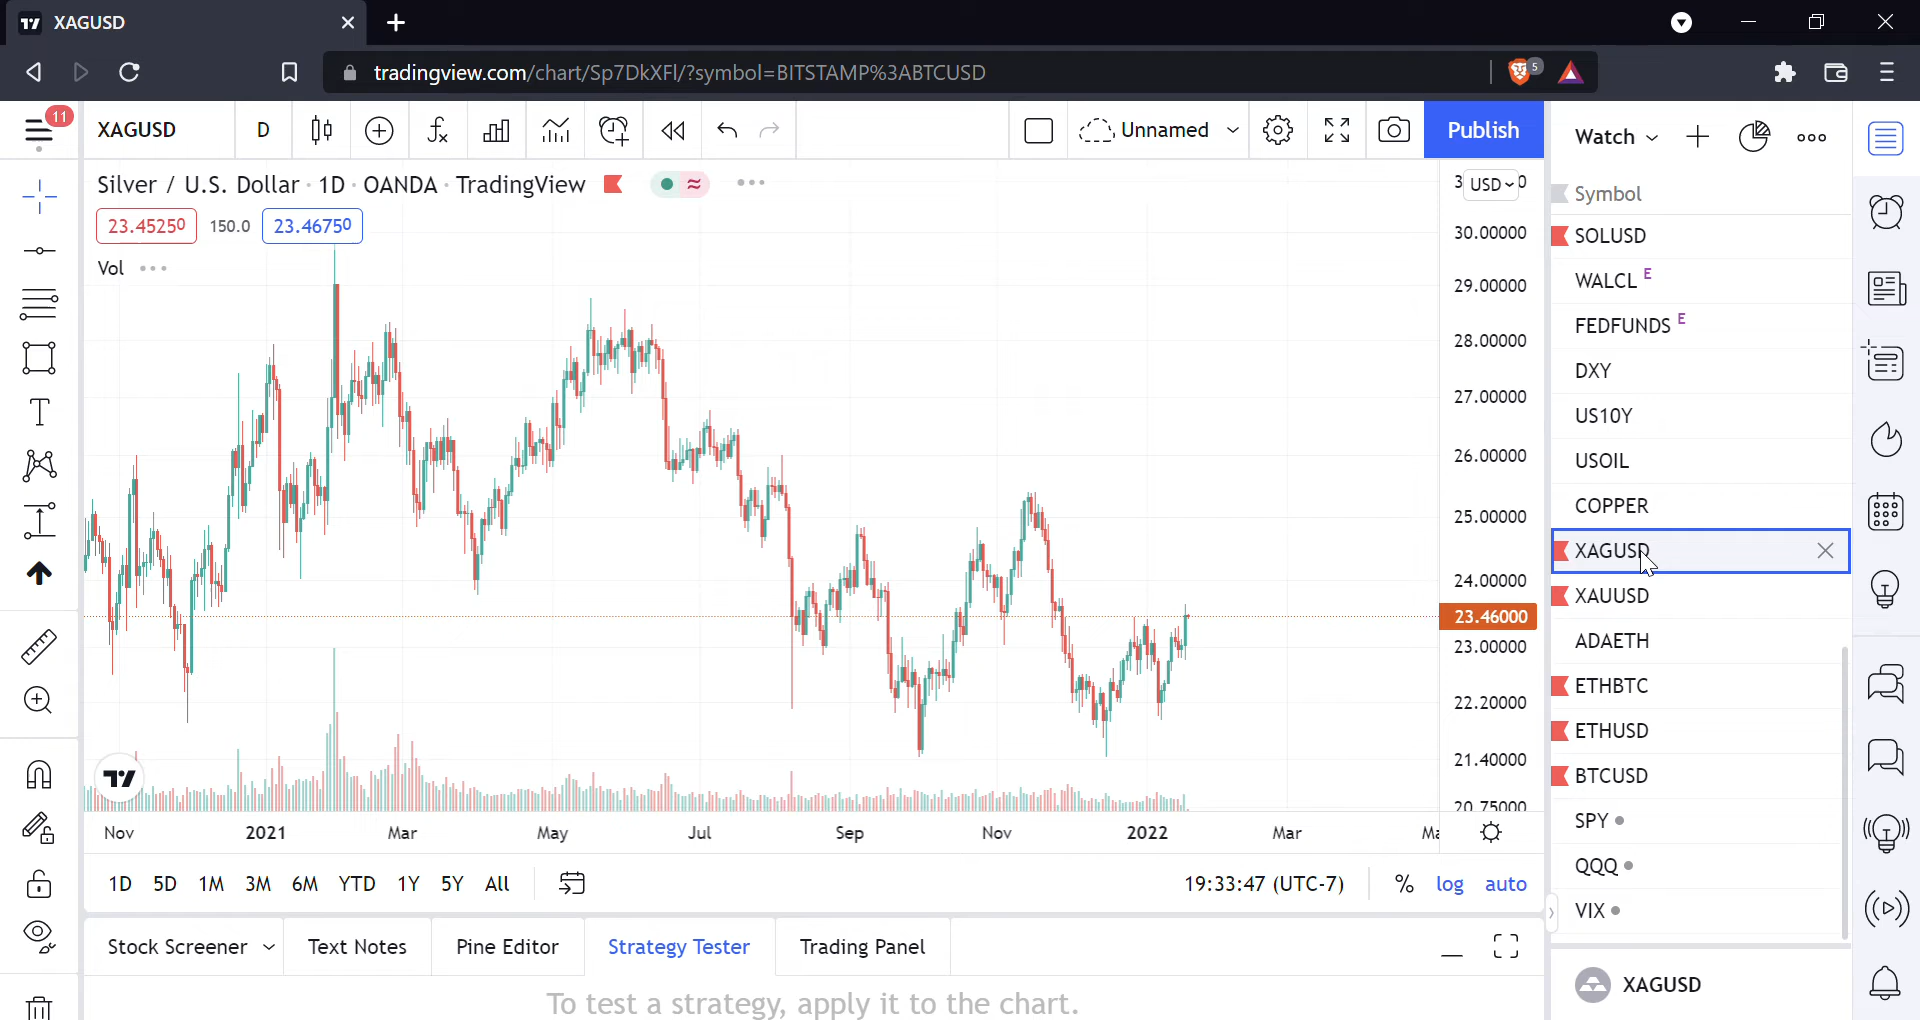 XAGUSD
tradingview.com/chart/Sp7DkXFl/?symbol=BITSTAMP%3ABTCUSD
5
11
XAGUSD D Unnamed Publish
Watch
Silver / U.S. Dollar · 1D · OANDA · TradingView
USD
23.45250 150.0 23.46750
Vol
30.00000
29.00000
28.00000
27.00000
26.00000
25.00000
24.00000
23.46000
23.00000
22.20000
21.40000
20.75000
Nov 2021 Mar May Jul Sep Nov 2022 Mar
1D 5D 1M 3M 6M YTD 1Y 5Y All
19:33:47 (UTC-7) % log auto
Stock Screener Text Notes Pine Editor Strategy Tester Trading Panel
To test a strategy, apply it to the chart.
Symbol
SOLUSD
WALCL E
FEDFUNDS E
DXY
US10Y
USOIL
COPPER
XAGUSD
XAUUSD
ADAETH
ETHBTC
ETHUSD
BTCUSD
SPY
QQQ
VIX
XAGUSD